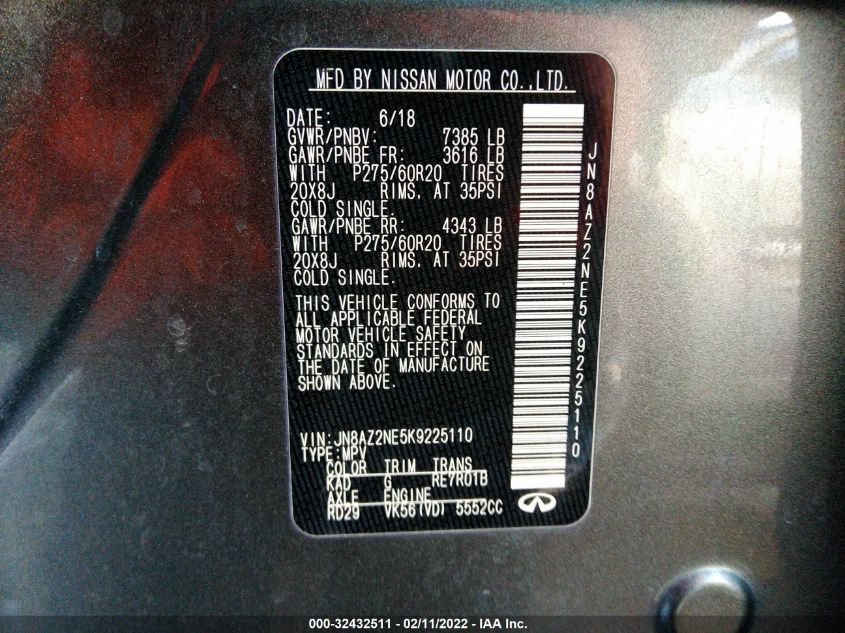 MFD BY NISSAN MOTOR CO.,LTD.
DATE: 6/18
GVWR/PNBV: 7385 LB
GAWR/PNBE FR: 3616 LB
WITH P275/60R20 TIRES
20X8J RIMS. AT 35PSI
COLD SINGLE.
GAWR/PNBE RR: 4343 LB
WITH P275/60R20 TIRES
20X8J RIMS. AT 35PSI
COLD SINGLE.
THIS VEHICLE CONFORMS TO
ALL APPLICABLE FEDERAL
MOTOR VEHICLE SAFETY
STANDARDS IN EFFECT ON
THE DATE OF MANUFACTURE
SHOWN ABOVE.
VIN:JN8AZ2NE5K9225110
TYPE:MPV
COLOR TRIM TRANS
KAD G RE7R01B
AXLE ENGINE
RD29 VK56(VD) 5552CC
JN8AZ2NE5K9225110
000-32432511 - 02/11/2022 - IAA Inc.